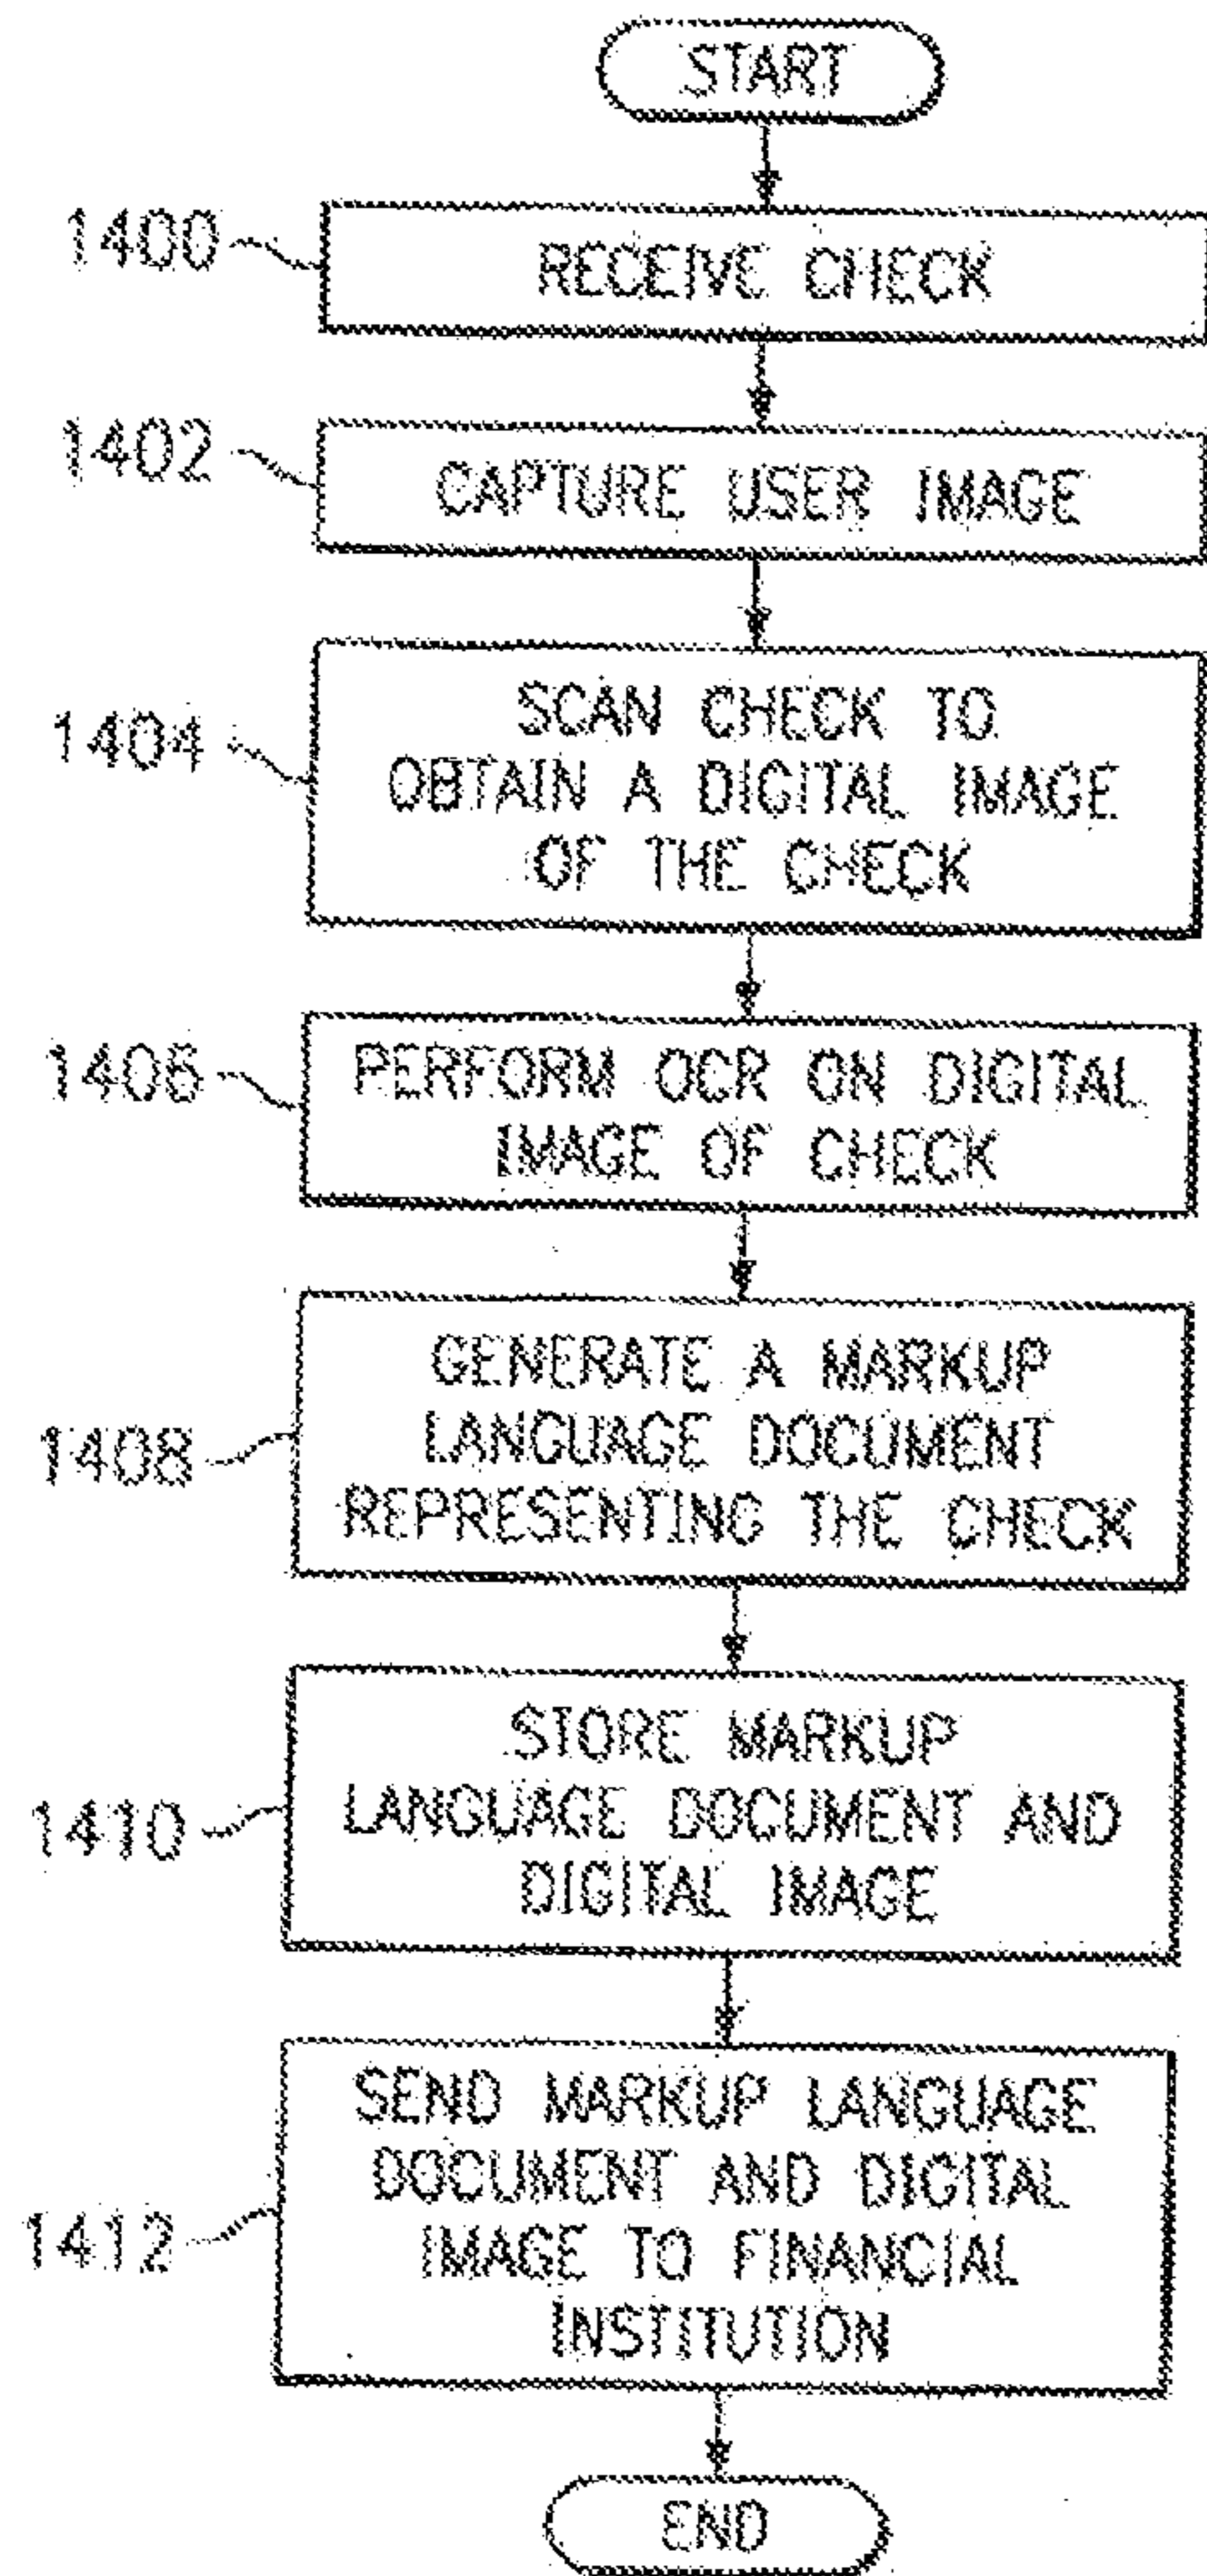 START
1400
RECEIVE CHECK
1402
CAPTURE USER IMAGE
1404
SCAN CHECK TO
OBTAIN A DIGITAL IMAGE
OF THE CHECK
1406
PERFORM OCR ON DIGITAL
IMAGE OF CHECK
1408
GENERATE A MARKUP
LANGUAGE DOCUMENT
REPRESENTING THE CHECK
1410
STORE MARKUP
LANGUAGE DOCUMENT AND
DIGITAL IMAGE
1412
SEND MARKUP LANGUAGE
DOCUMENT AND DIGITAL
IMAGE TO FINANCIAL
INSTITUTION
END